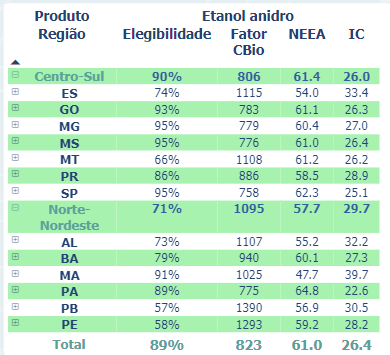 Produto Etanol anidro
Região Elegibilidade Fator CBio NEEA IC
Centro-Sul 90% 806 61.4 26.0
ES 74% 1115 54.0 33.4
GO 93% 783 61.1 26.3
MG 95% 779 60.4 27.0
MS 95% 776 61.0 26.4
MT 66% 1108 61.2 26.2
PR 86% 886 58.5 28.9
SP 95% 758 62.3 25.1
Norte-Nordeste 71% 1095 57.7 29.7
AL 73% 1107 55.2 32.2
BA 79% 940 60.1 27.3
MA 91% 1025 47.7 39.7
PA 89% 775 64.8 22.6
PB 57% 1390 56.9 30.5
PE 58% 1293 59.2 28.2
Total 89% 823 61.0 26.4